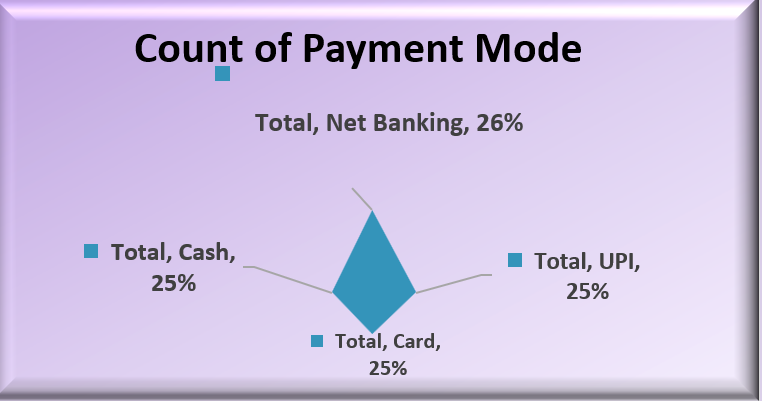 Count of Payment Mode
Total, Net Banking, 26%
Total, Cash,
25%
Total, UPI,
25%
Total, Card,
25%